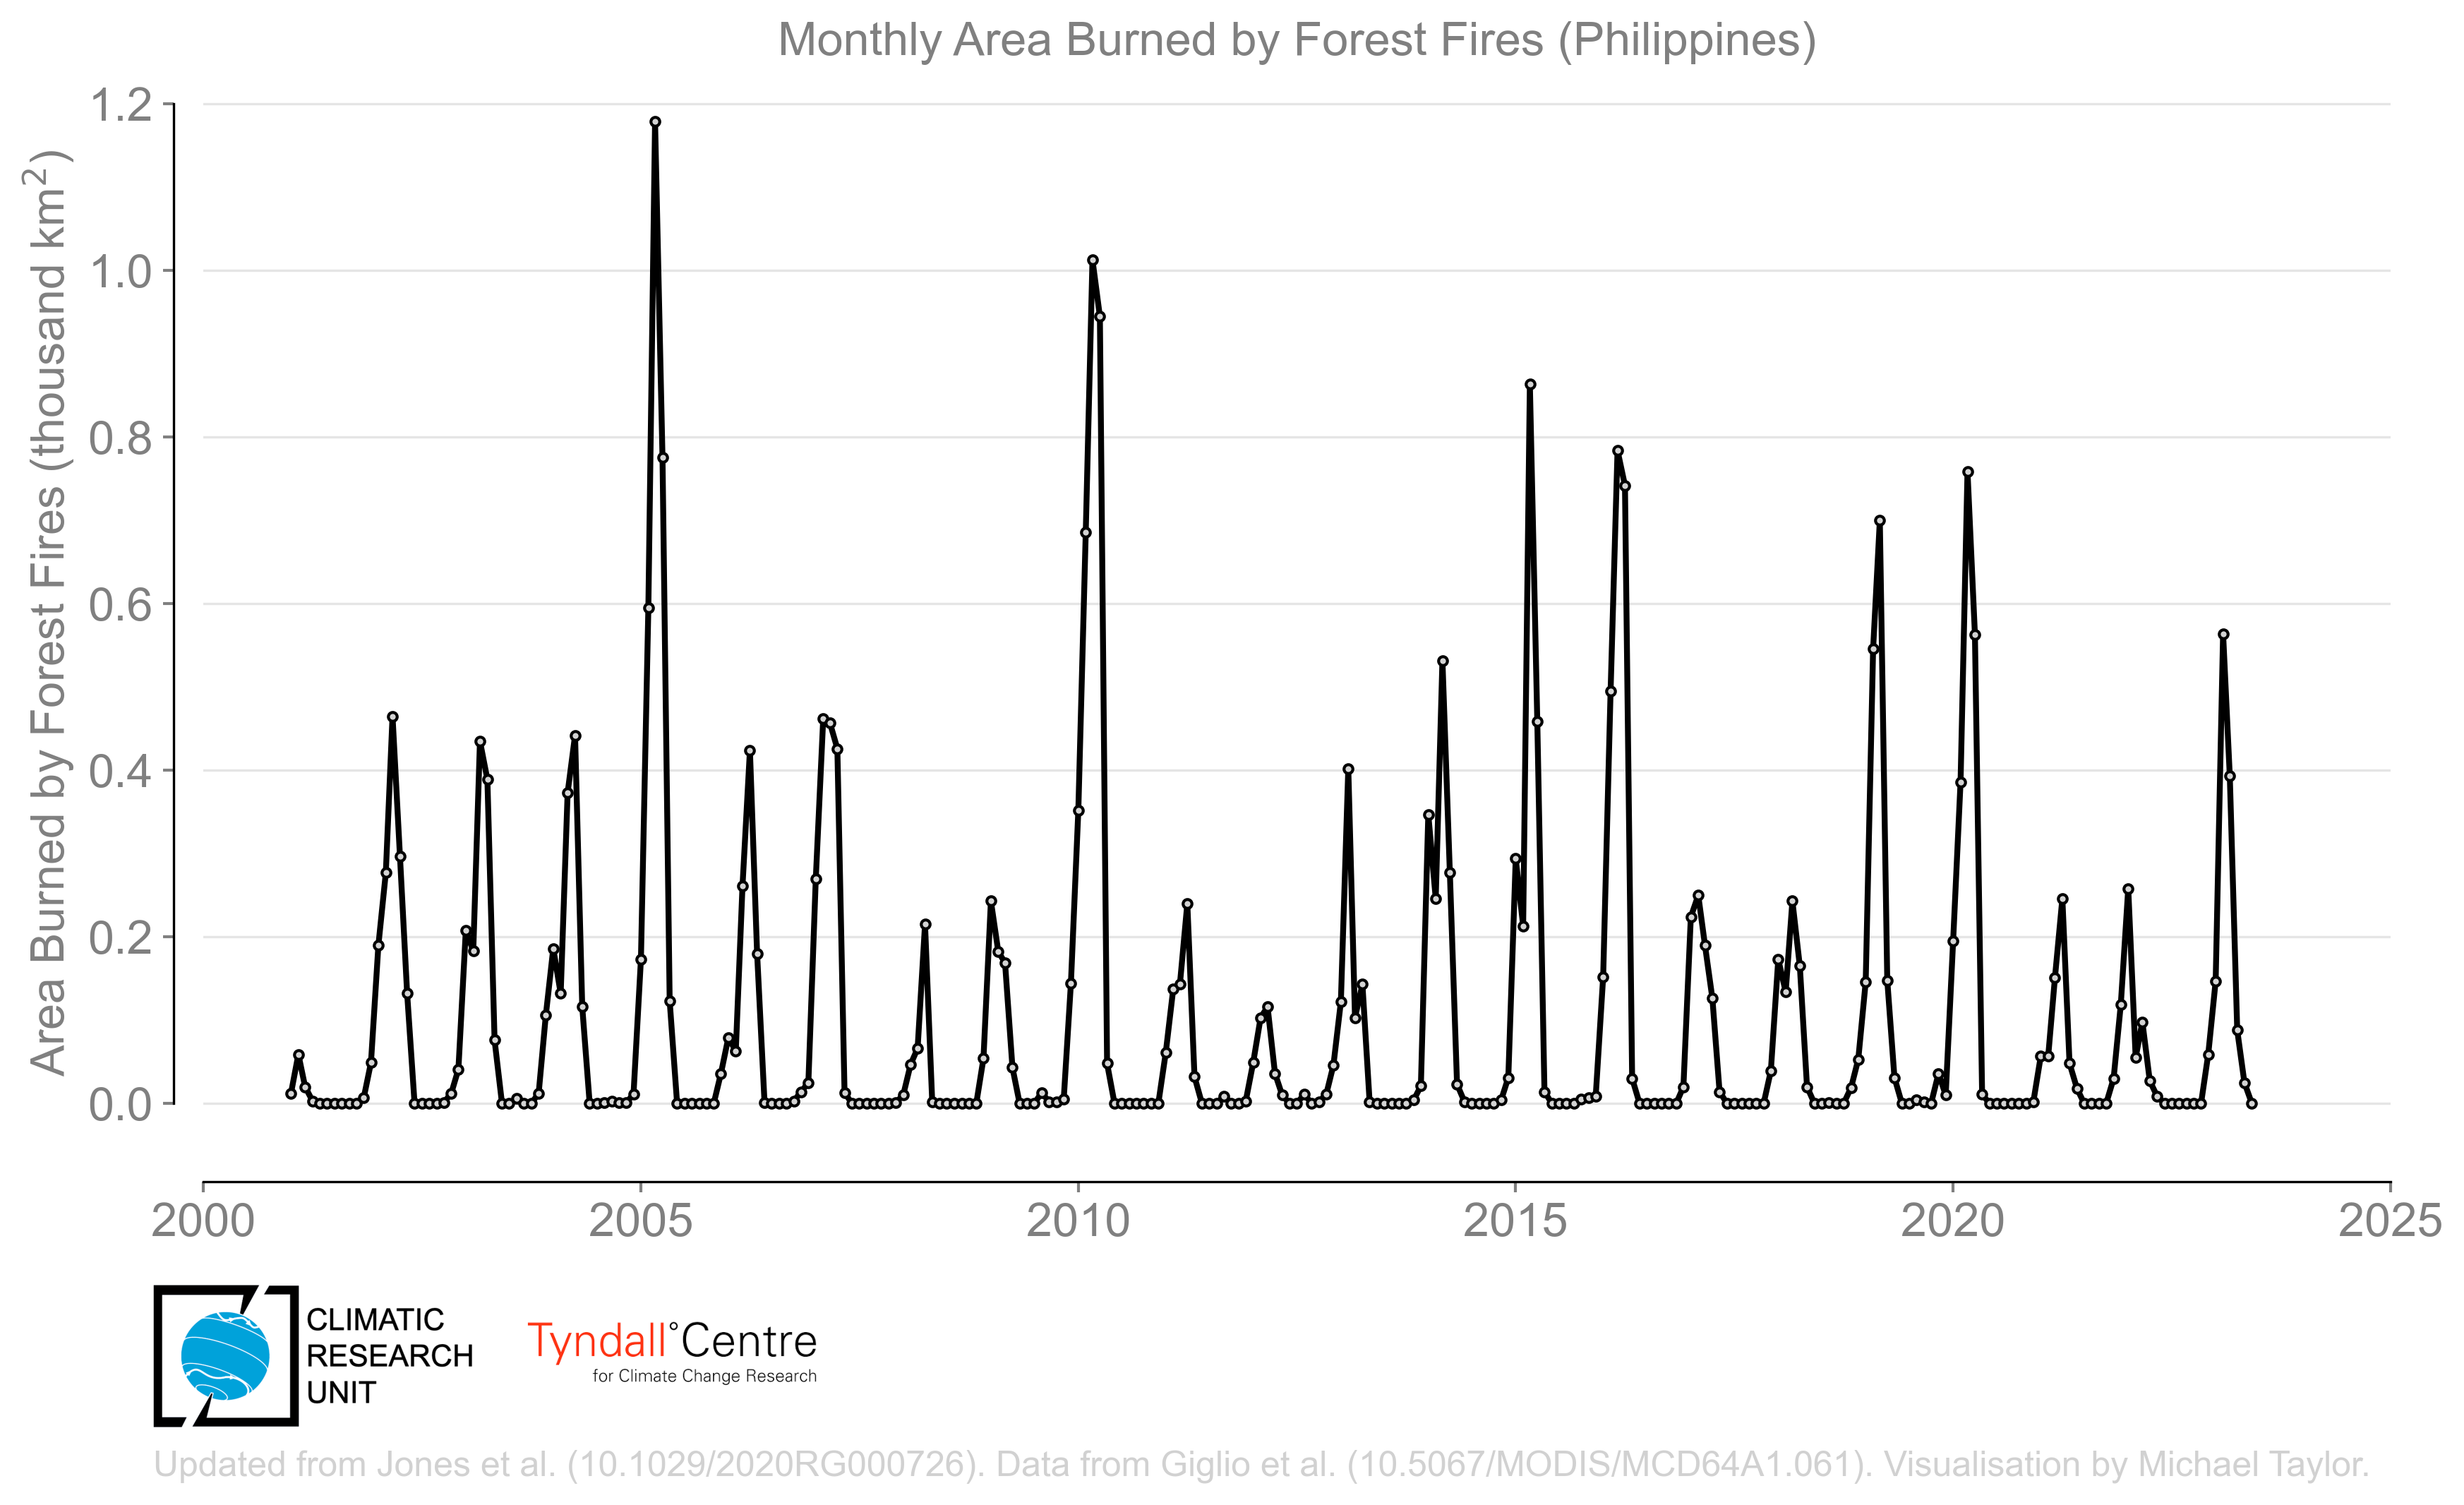 Monthly Area Burned by Forest Fires (Philippines)
Area Burned by Forest Fires (thousand km²)
1.2
1.0
0.8
0.6
0.4
0.2
0.0
2000 2005 2010 2015 2020 2025
CLIMATIC
RESEARCH
UNIT
Tyndall°Centre
for Climate Change Research
Updated from Jones et al. (10.1029/2020RG000726). Data from Giglio et al. (10.5067/MODIS/MCD64A1.061). Visualisation by Michael Taylor.